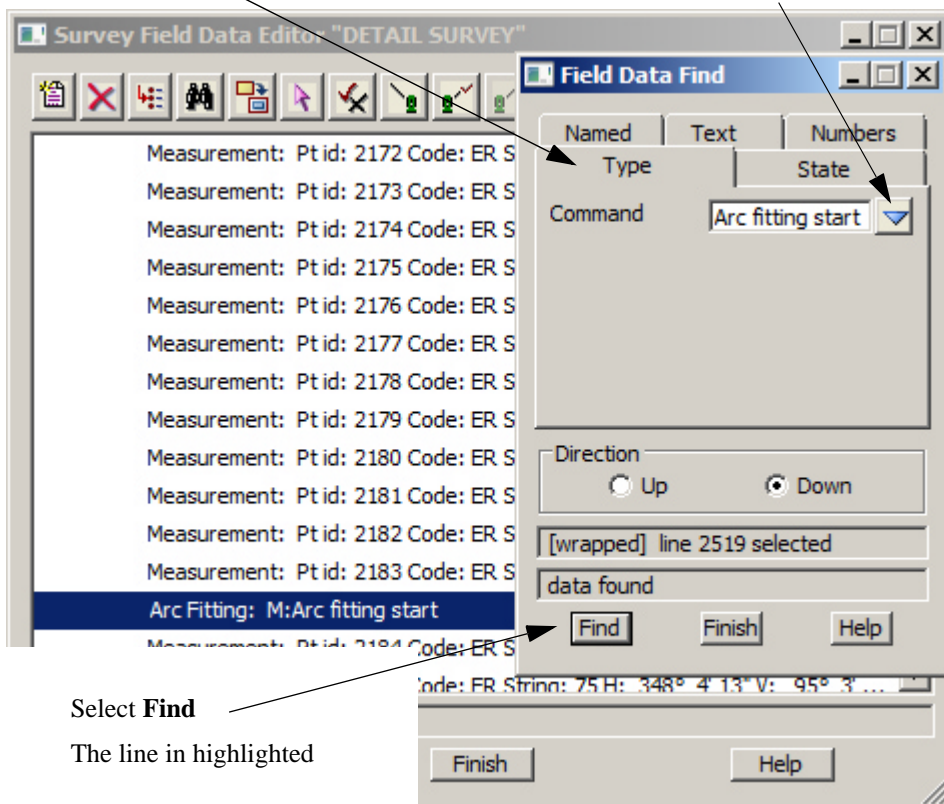 Survey Field Data Editor "DETAIL SURVEY"
Field Data Find
Named Text Numbers
Type State
Command Arc fitting start
Measurement: Pt id: 2172 Code: ER S
Measurement: Pt id: 2173 Code: ER S
Measurement: Pt id: 2174 Code: ER S
Measurement: Pt id: 2175 Code: ER S
Measurement: Pt id: 2176 Code: ER S
Measurement: Pt id: 2177 Code: ER S
Measurement: Pt id: 2178 Code: ER S
Measurement: Pt id: 2179 Code: ER S
Measurement: Pt id: 2180 Code: ER S
Measurement: Pt id: 2181 Code: ER S
Measurement: Pt id: 2182 Code: ER S
Measurement: Pt id: 2183 Code: ER S
Arc Fitting: M:Arc fitting start
Measurement: Pt id: 2184 Code: ER S
Direction
Up Down
[wrapped] line 2519 selected
data found
Find Finish Help
Code: ER String: 75 H: 348° 4' 13" V: 95° 3' ...
Select Find
The line in highlighted
Finish Help